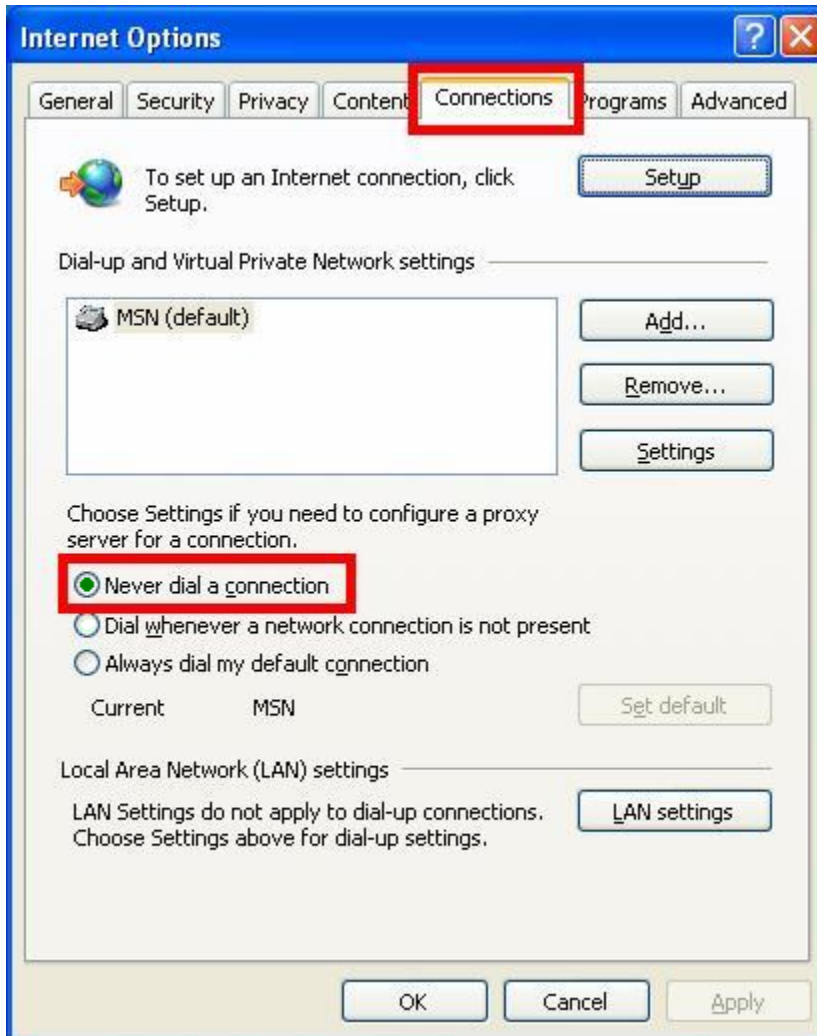 Internet Options
?
General Security Privacy Content Connections Programs Advanced
To set up an Internet connection, click
Setup.
Setup
Dial-up and Virtual Private Network settings
MSN (default)
Add...
Remove...
Settings
Choose Settings if you need to configure a proxy
server for a connection.
Never dial a connection
Dial whenever a network connection is not present
Always dial my default connection
Current MSN
Set default
Local Area Network (LAN) settings
LAN Settings do not apply to dial-up connections.
Choose Settings above for dial-up settings.
LAN settings
OK Cancel Apply